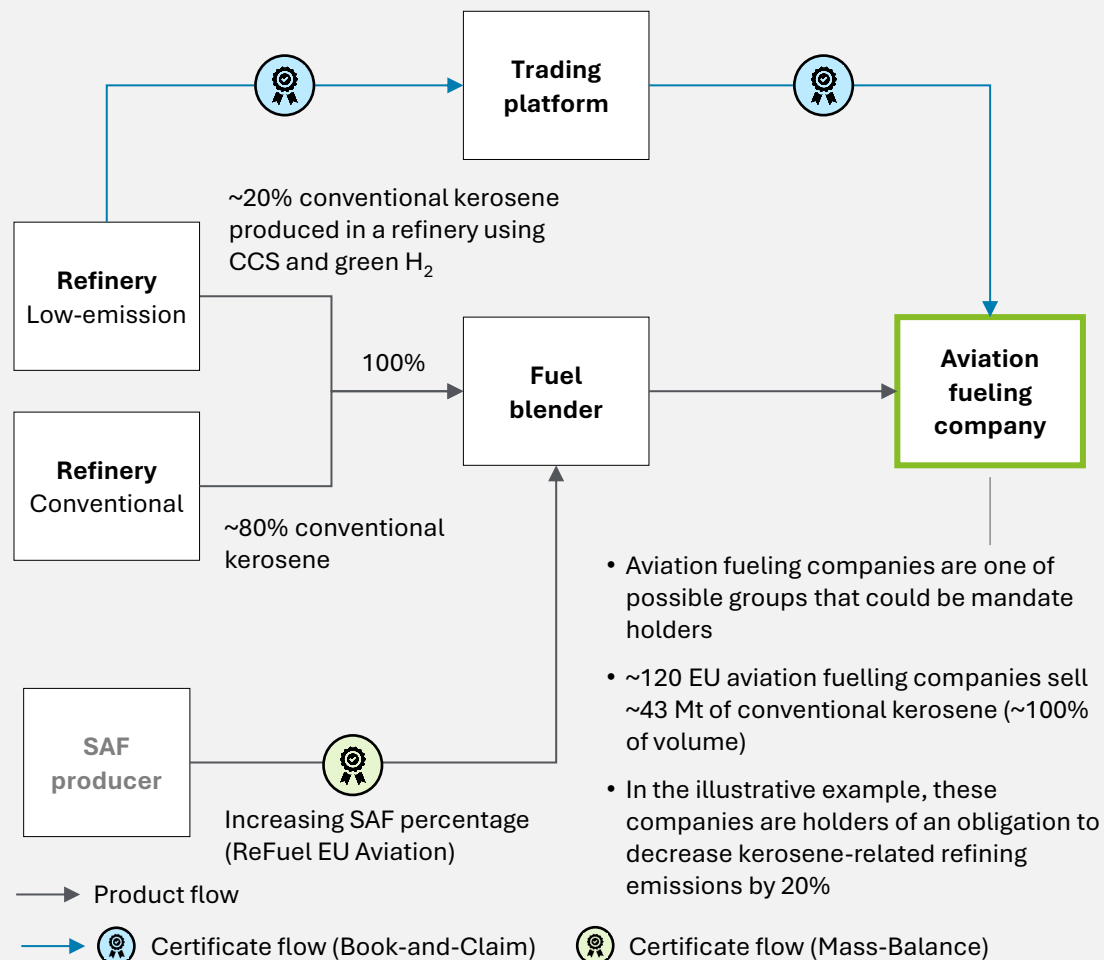 Trading
platform
~20% conventional kerosene
produced in a refinery using
CCS and green H₂
Refinery
Low-emission
100%
Fuel
blender
Aviation
fueling
company
Refinery
Conventional
~80% conventional
kerosene
• Aviation fueling companies are one of
possible groups that could be mandate
holders
• ~120 EU aviation fuelling companies sell
~43 Mt of conventional kerosene (~100%
of volume)
• In the illustrative example, these
companies are holders of an obligation to
decrease kerosene-related refining
emissions by 20%
SAF
producer
Increasing SAF percentage
(ReFuel EU Aviation)
Product flow
Certificate flow (Book-and-Claim)
Certificate flow (Mass-Balance)